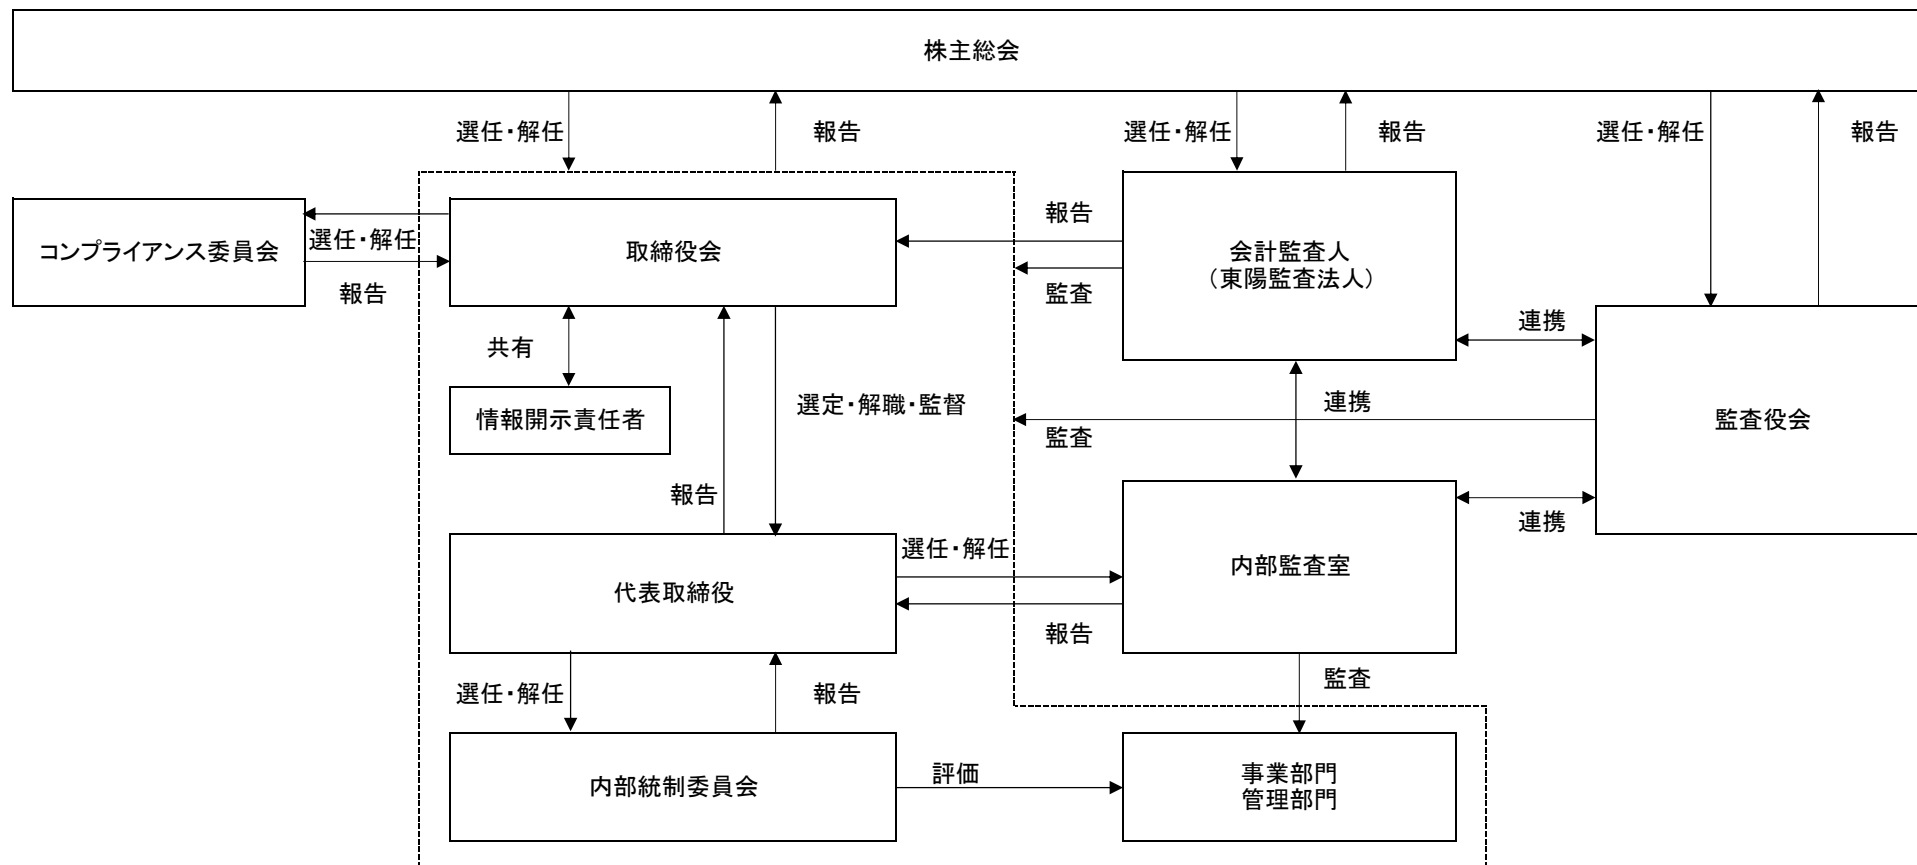 株主総会
選任・解任
報告
選任・解任
報告
選任・解任
報告
コンプライアンス委員会
選任・解任
報告
取締役会
報告
監査
会計監査人
（東陽監査法人）
連携
共有
情報開示責任者
選定・解職・監督
連携
監査
監査役会
報告
連携
代表取締役
選任・解任
報告
内部監査室
選任・解任
報告
監査
内部統制委員会
評価
事業部門
管理部門